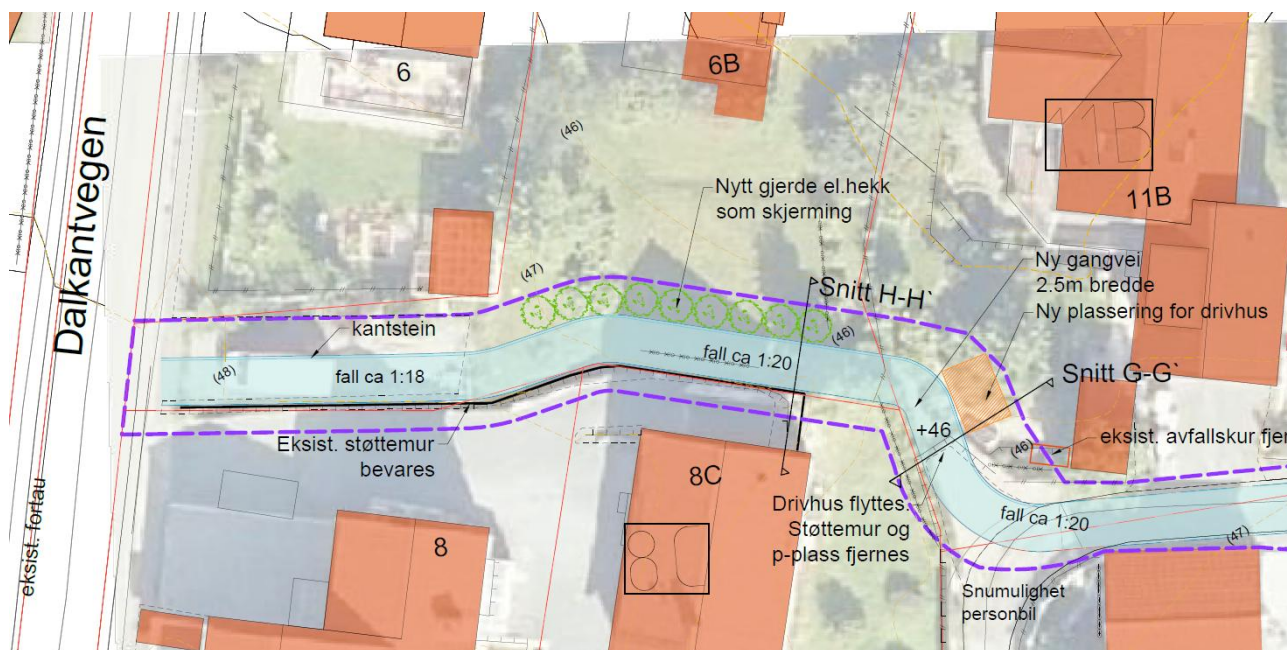 6
6B
11B
11B
Dalkantvegen
(46)
Nytt gjerde el.hekk
som skjerming
(47)
Snitt H-H`
Ny gangvei
2.5m bredde
Ny plassering for drivhus
kantstein
(46)
fall ca 1:20
(48)
fall ca 1:18
Snitt G-G`
Eksist. støttemur
bevares
+46
(46)
eksist. avfallskur fjer
8C
Drivhus flyttes.
Støttemur og
p-plass fjernes
fall ca 1:20
(47)
eksist. fortau
8
8C
Snumulighet
personbil